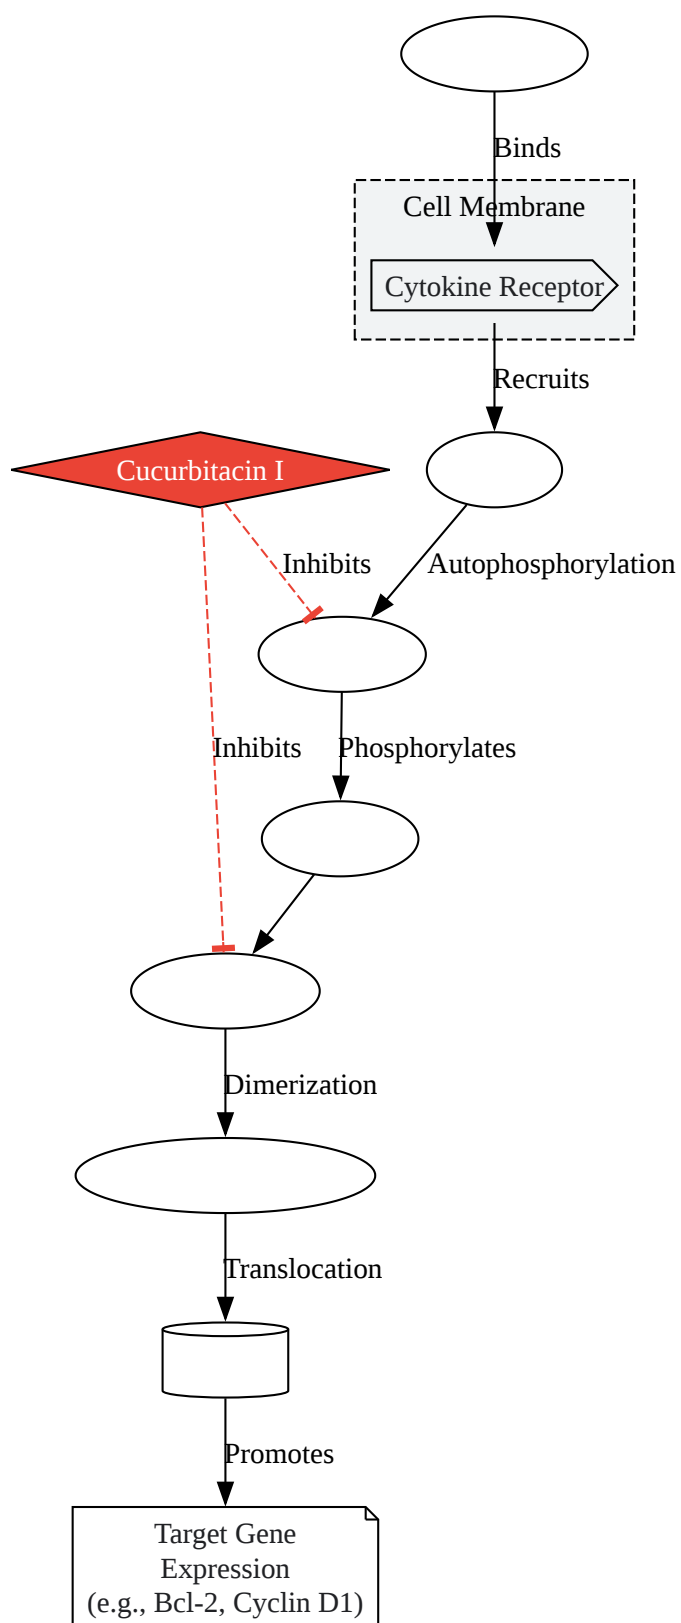 Binds
Cell Membrane
Cytokine Receptor
Recruits
Cucurbitacin I
Inhibits
Autophosphorylation
Inhibits
Phosphorylates
Dimerization
Translocation
Promotes
Target Gene
Expression
(e.g., Bcl-2, Cyclin D1)